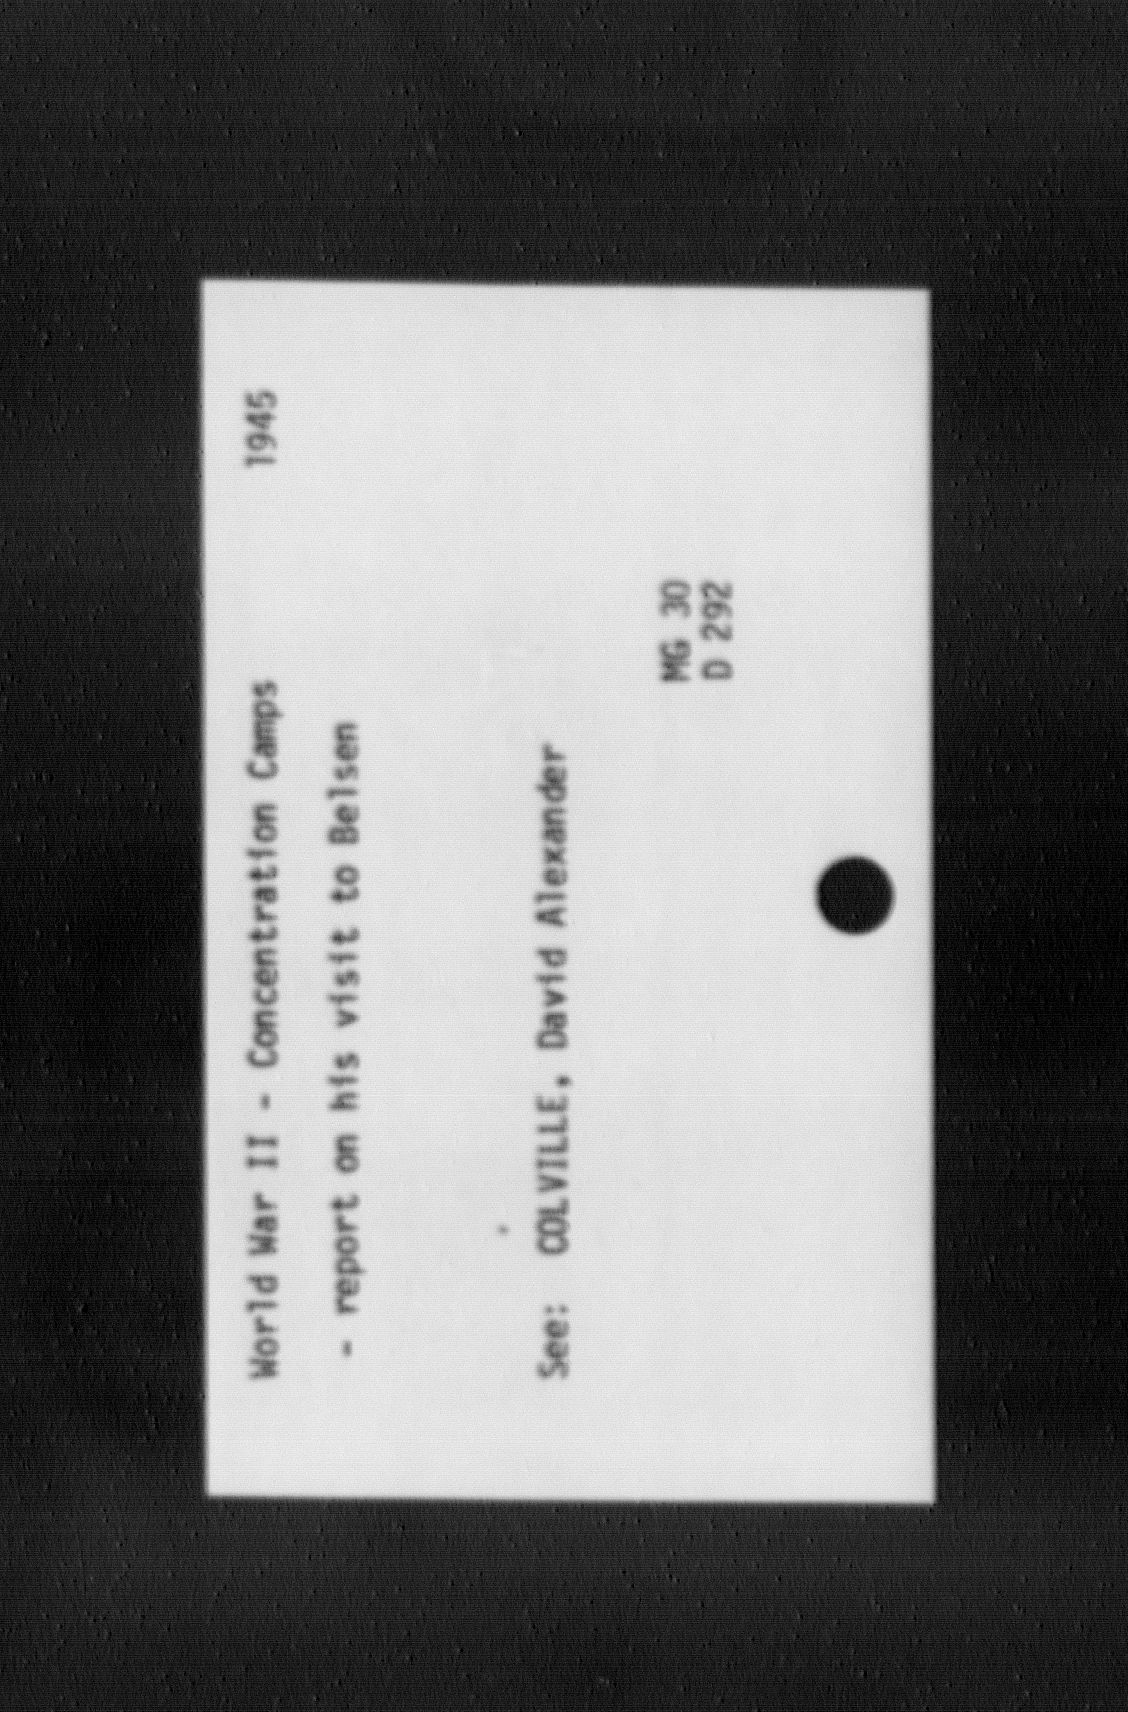 World War II - Concentration Camps 1945
- report on his visit to Belsen
See: COLVILLE, David Alexander
MG 30
D 292